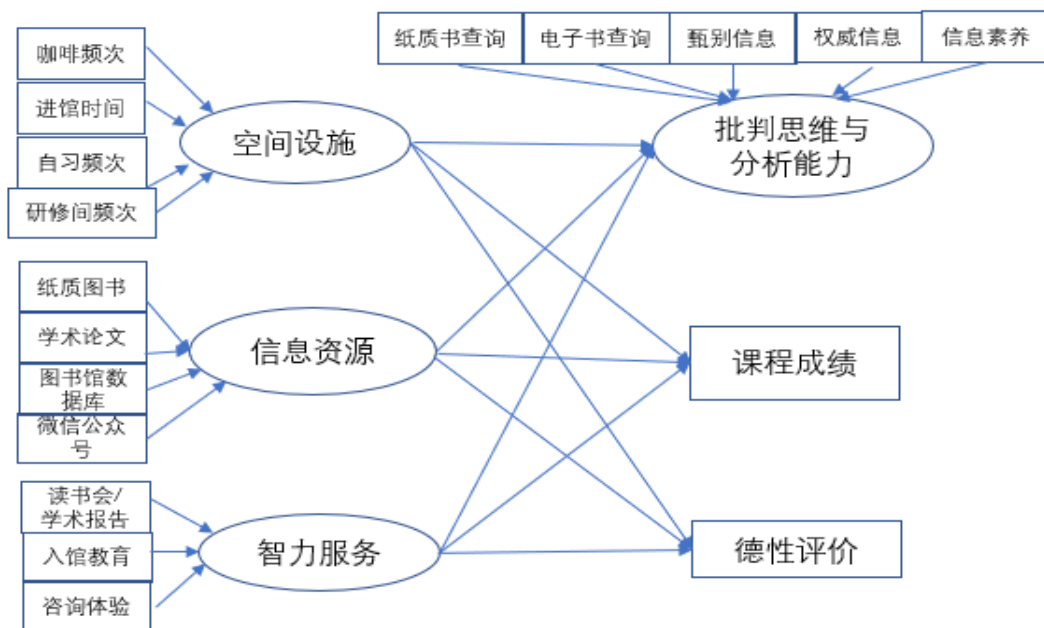 纸质书查询
电子书查询
甄别信息
权威信息
信息素养
咖啡频次
进馆时间
自习频次
研修间频次
空间设施
批判思维与
分析能力
纸质图书
学术论文
图书馆数
据库
微信公众
号
信息资源
课程成绩
读书会/
学术报告
入馆教育
咨询体验
智力服务
德性评价